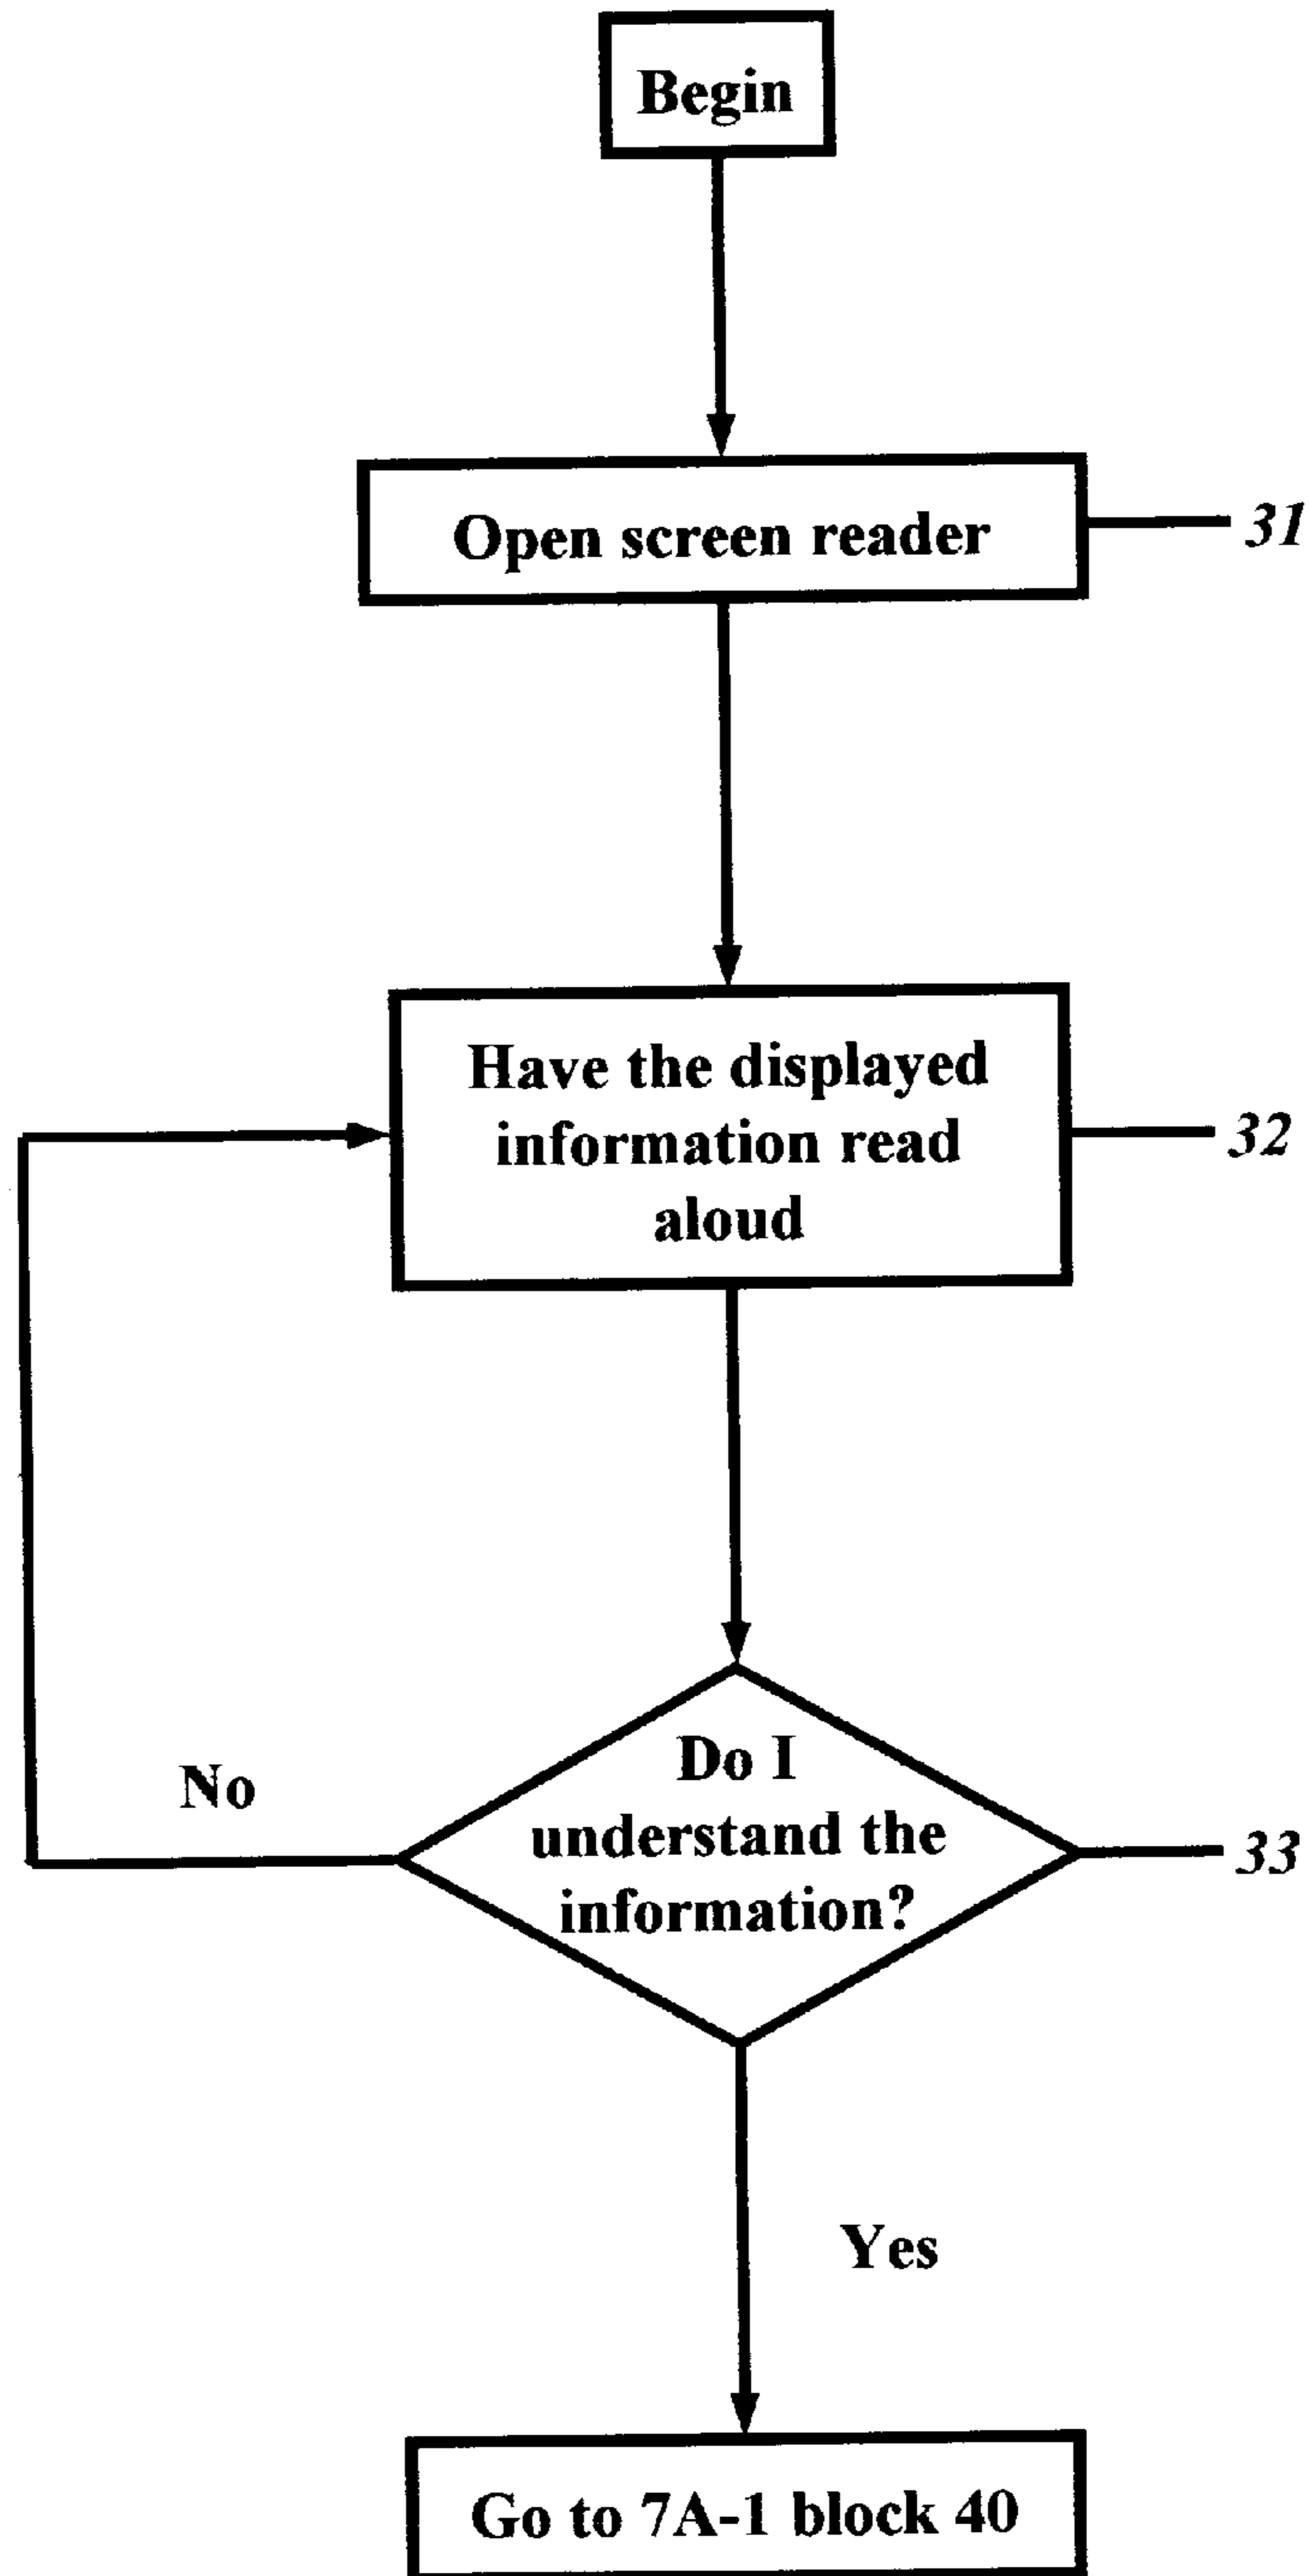 Begin
Open screen reader
31
Have the displayed
information read
aloud
32
Do I
understand the
information?
33
No
Yes
Go to 7A-1 block 40